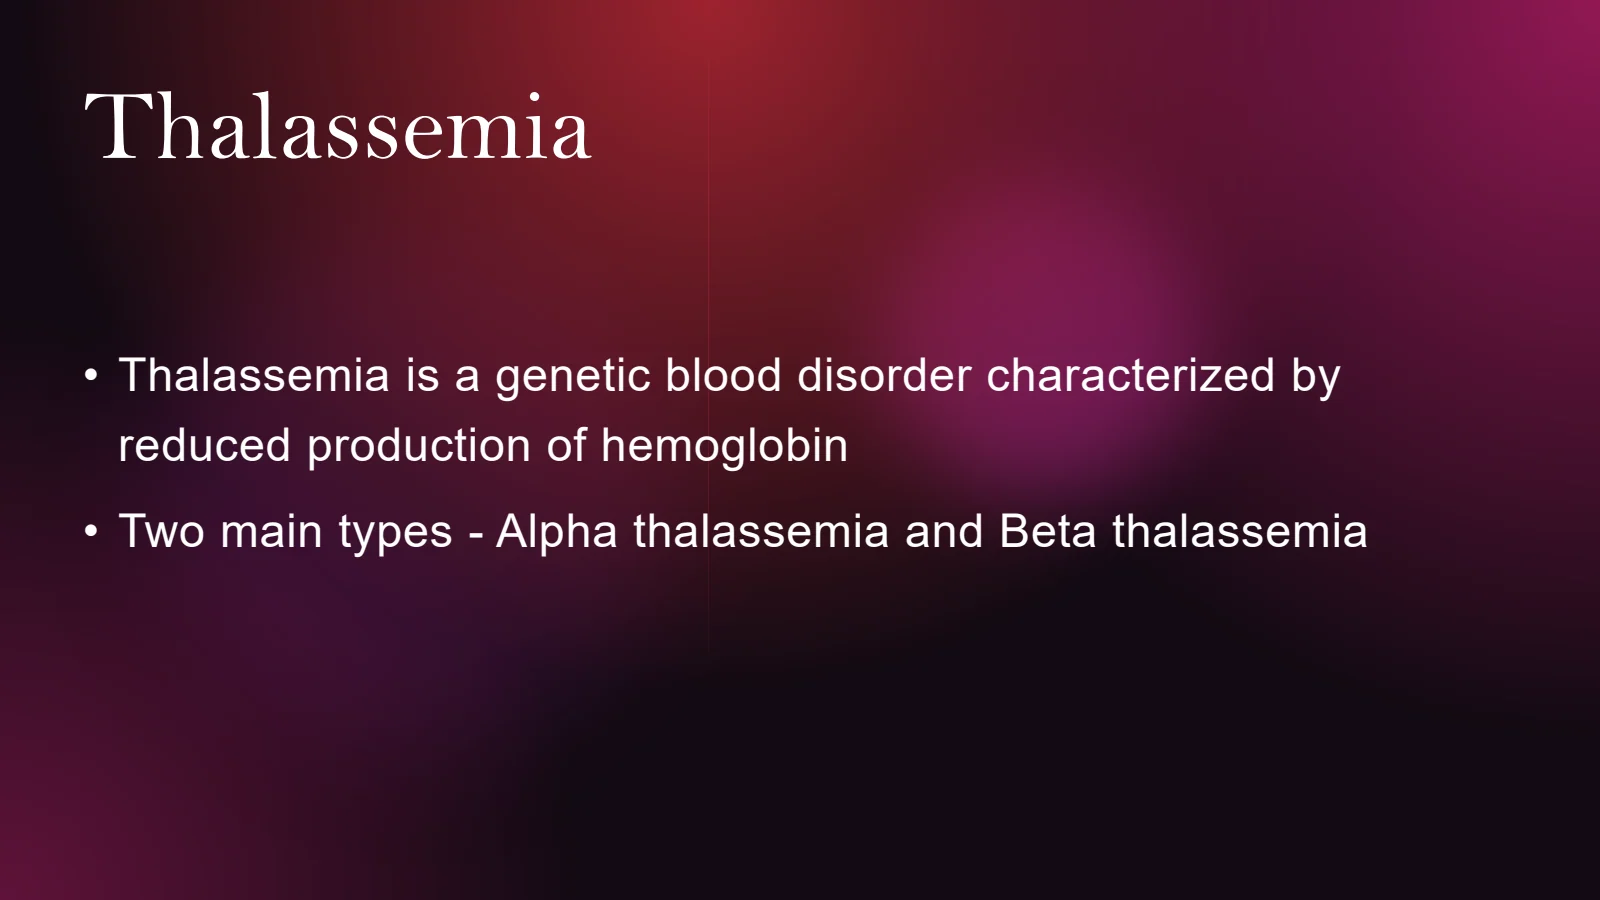 Thalassemia
• Thalassemia is a genetic blood disorder characterized by
reduced production of hemoglobin
• Two main types - Alpha thalassemia and Beta thalassemia